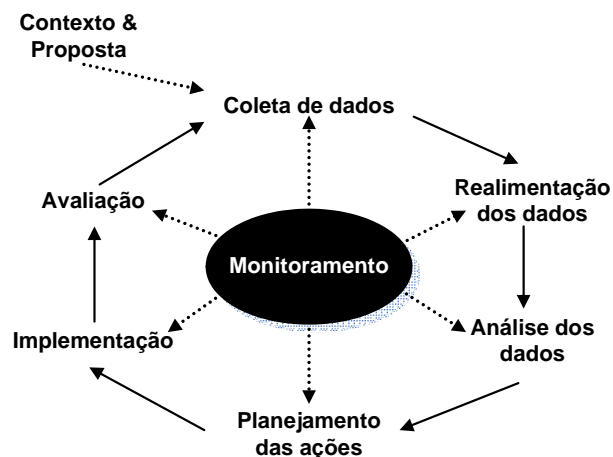 Contexto &
Proposta
Coleta de dados
Avaliação
Realimentação
dos dados
Monitoramento
Implementação
Análise dos
dados
Planejamento
das ações